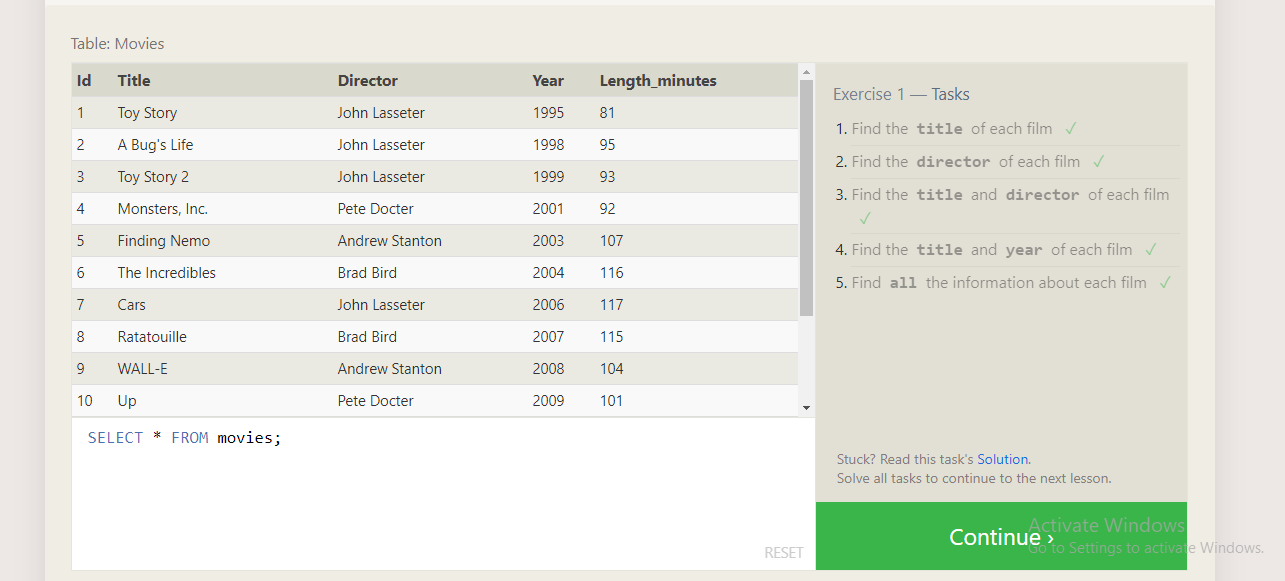 Table: Movies
Id Title Director Year Length_minutes
1 Toy Story John Lasseter 1995 81
2 A Bug's Life John Lasseter 1998 95
3 Toy Story 2 John Lasseter 1999 93
4 Monsters, Inc. Pete Docter 2001 92
5 Finding Nemo Andrew Stanton 2003 107
6 The Incredibles Brad Bird 2004 116
7 Cars John Lasseter 2006 117
8 Ratatouille Brad Bird 2007 115
9 WALL-E Andrew Stanton 2008 104
10 Up Pete Docter 2009 101
SELECT * FROM movies;
RESET
Exercise 1 — Tasks
1. Find the title of each film ✓
2. Find the director of each film ✓
3. Find the title and director of each film
✓
4. Find the title and year of each film ✓
5. Find all the information about each film ✓
Stuck? Read this task's Solution.
Solve all tasks to continue to the next lesson.
Continue ›
Activate Windows
Go to Settings to activate Windows.